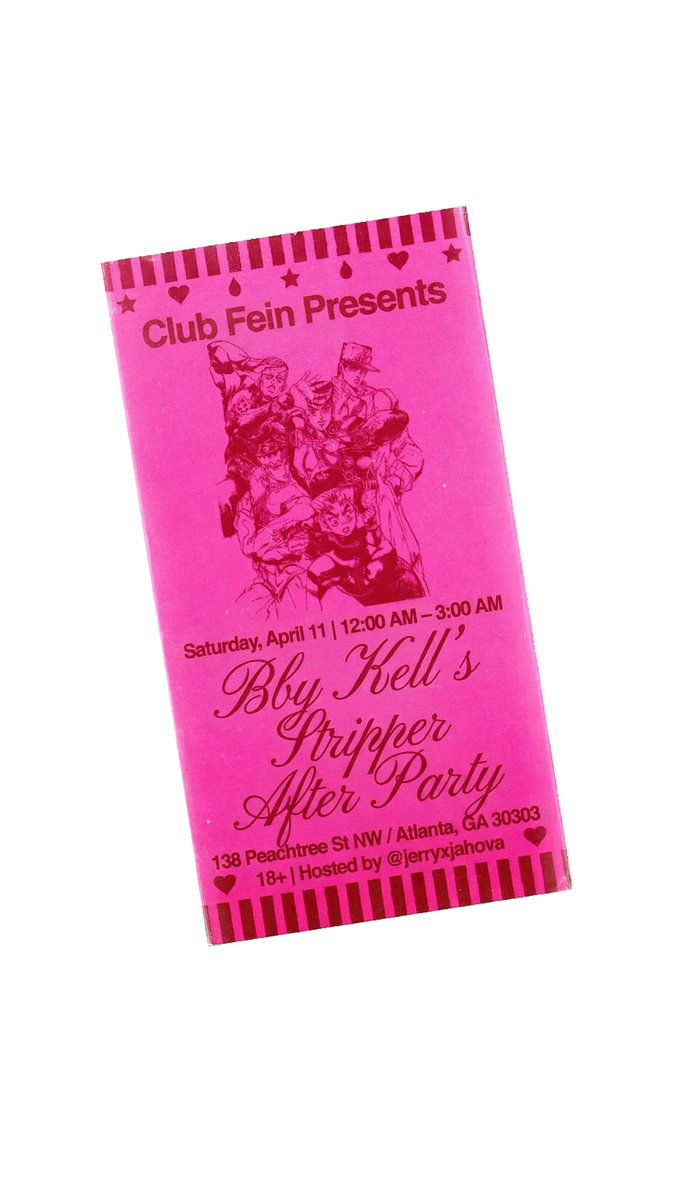 Club Fein Presents
Saturday, April 11 | 12:00 AM – 3:00 AM
Bby Kell's
Stripper
After Party
138 Peachtree St NW / Atlanta, GA 30303
18+ | Hosted by @jerryxjahova